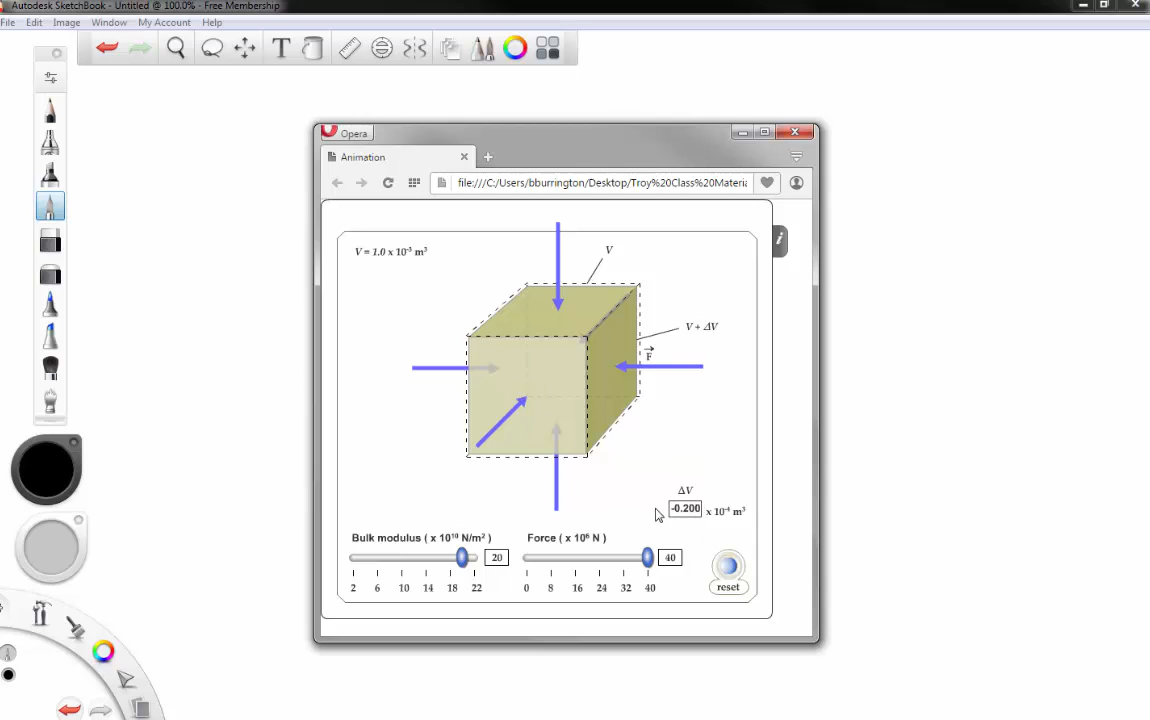 Autodesk SketchBook - Untitled @ 100.0% - Free Membership
File Edit Image Window My Account Help
T
Opera
Animation
file:///C:/Users/bburrington/Desktop/Troy%20Class%20Materia
i
V = 1.0 x 10⁻³ m³
V
V + ΔV
F
ΔV
-0.200 x 10⁻⁴ m³
Bulk modulus ( x 10¹⁰ N/m² ) Force ( x 10⁶ N )
20 40
2 6 10 14 18 22 0 8 16 24 32 40
reset